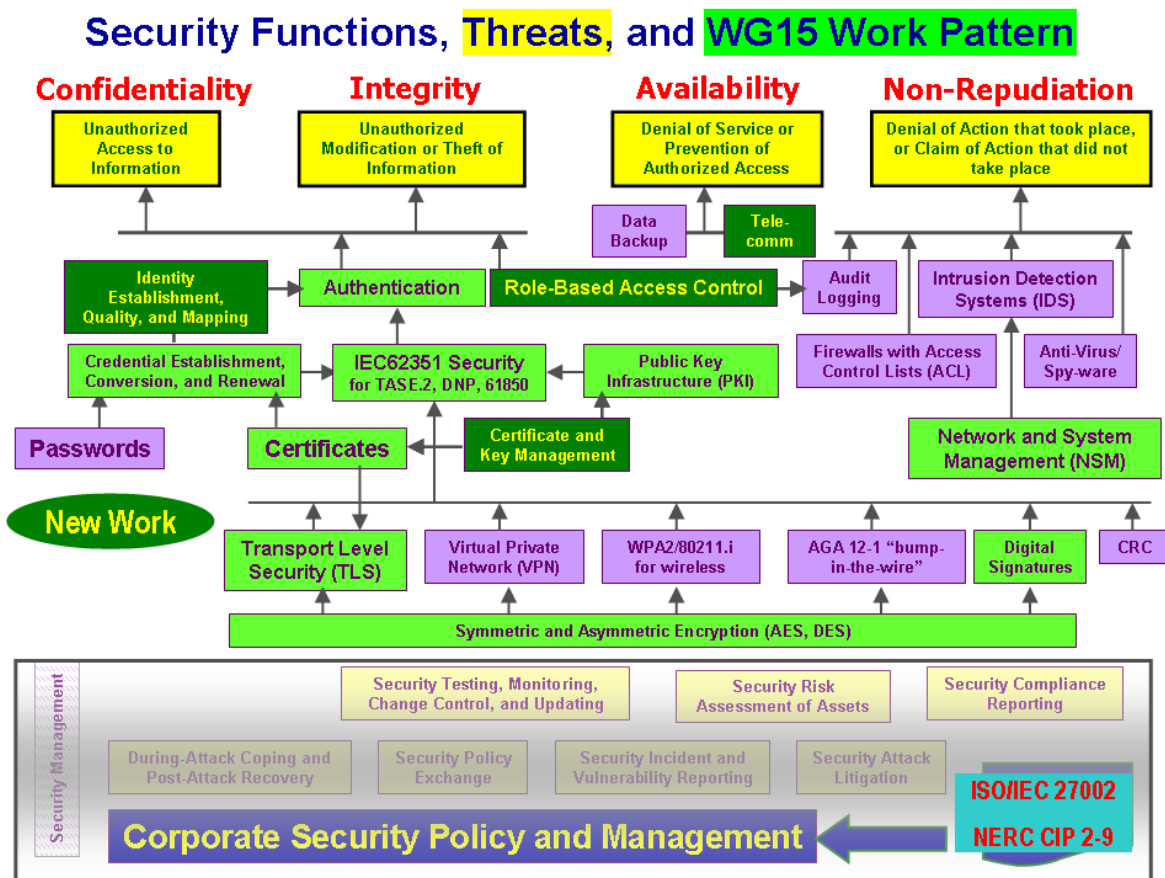 Security Functions, Threats, and WG15 Work Pattern
Confidentiality
Integrity
Availability
Non-Repudiation
Unauthorized
Access to
Information
Unauthorized
Modification or Theft of
Information
Denial of Service or
Prevention of
Authorized Access
Denial of Action that took place,
or Claim of Action that did not
take place
Data
Backup
Tele-
comm
Identity
Establishment,
Quality, and Mapping
Authentication
Role-Based Access Control
Audit
Logging
Intrusion Detection
Systems (IDS)
Credential Establishment,
Conversion, and Renewal
IEC62351 Security
for TASE.2, DNP, 61850
Public Key
Infrastructure (PKI)
Firewalls with Access
Control Lists (ACL)
Anti-Virus/
Spy-ware
Passwords
Certificates
Certificate and
Key Management
Network and System
Management (NSM)
New Work
Transport Level
Security (TLS)
Virtual Private
Network (VPN)
WPA2/80211.i
for wireless
AGA 12-1 “bump-
in-the-wire”
Digital
Signatures
CRC
Symmetric and Asymmetric Encryption (AES, DES)
Security Management
Security Testing, Monitoring,
Change Control, and Updating
Security Risk
Assessment of Assets
Security Compliance
Reporting
During-Attack Coping and
Post-Attack Recovery
Security Policy
Exchange
Security Incident and
Vulnerability Reporting
Security Attack
Litigation
ISO/IEC 27002
NERC CIP 2-9
Corporate Security Policy and Management